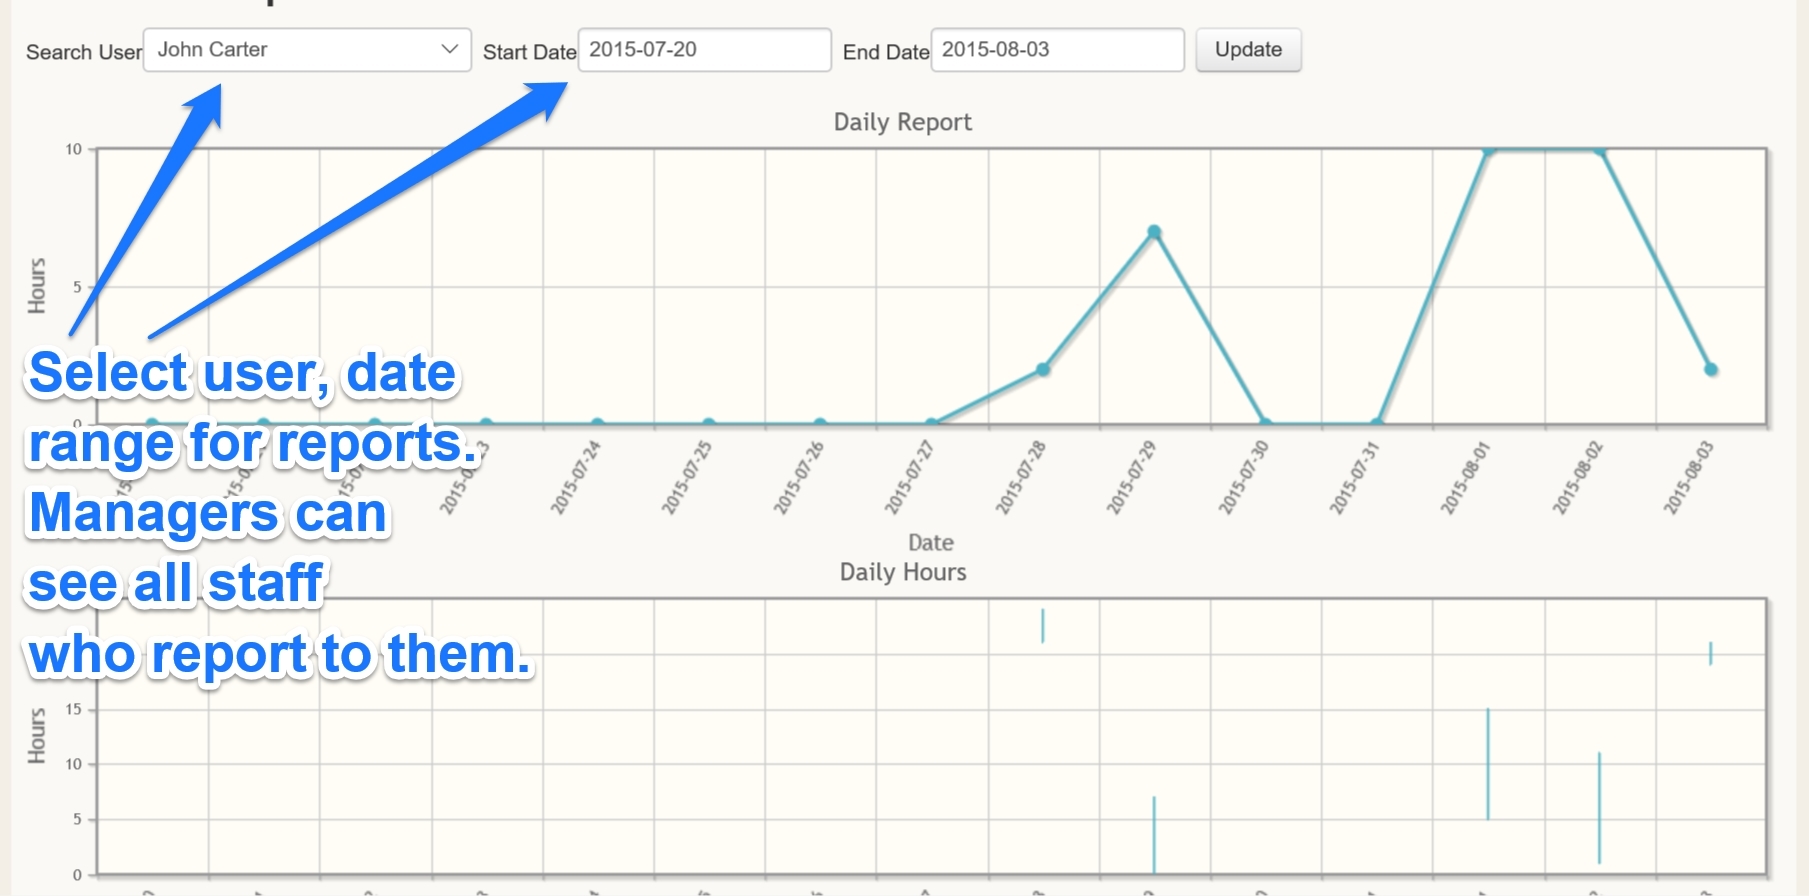 Search User John Carter Start Date 2015-07-20 End Date 2015-08-03 Update
Daily Report
10
Hours
5
0
Select user, date
range for reports.
Managers can
see all staff
who report to them.
2015-07-24
2015-07-25
2015-07-26
2015-07-27
2015-07-28
2015-07-29
2015-07-30
2015-07-31
2015-08-01
2015-08-02
2015-08-03
Date
Daily Hours
Hours
15
10
5
0